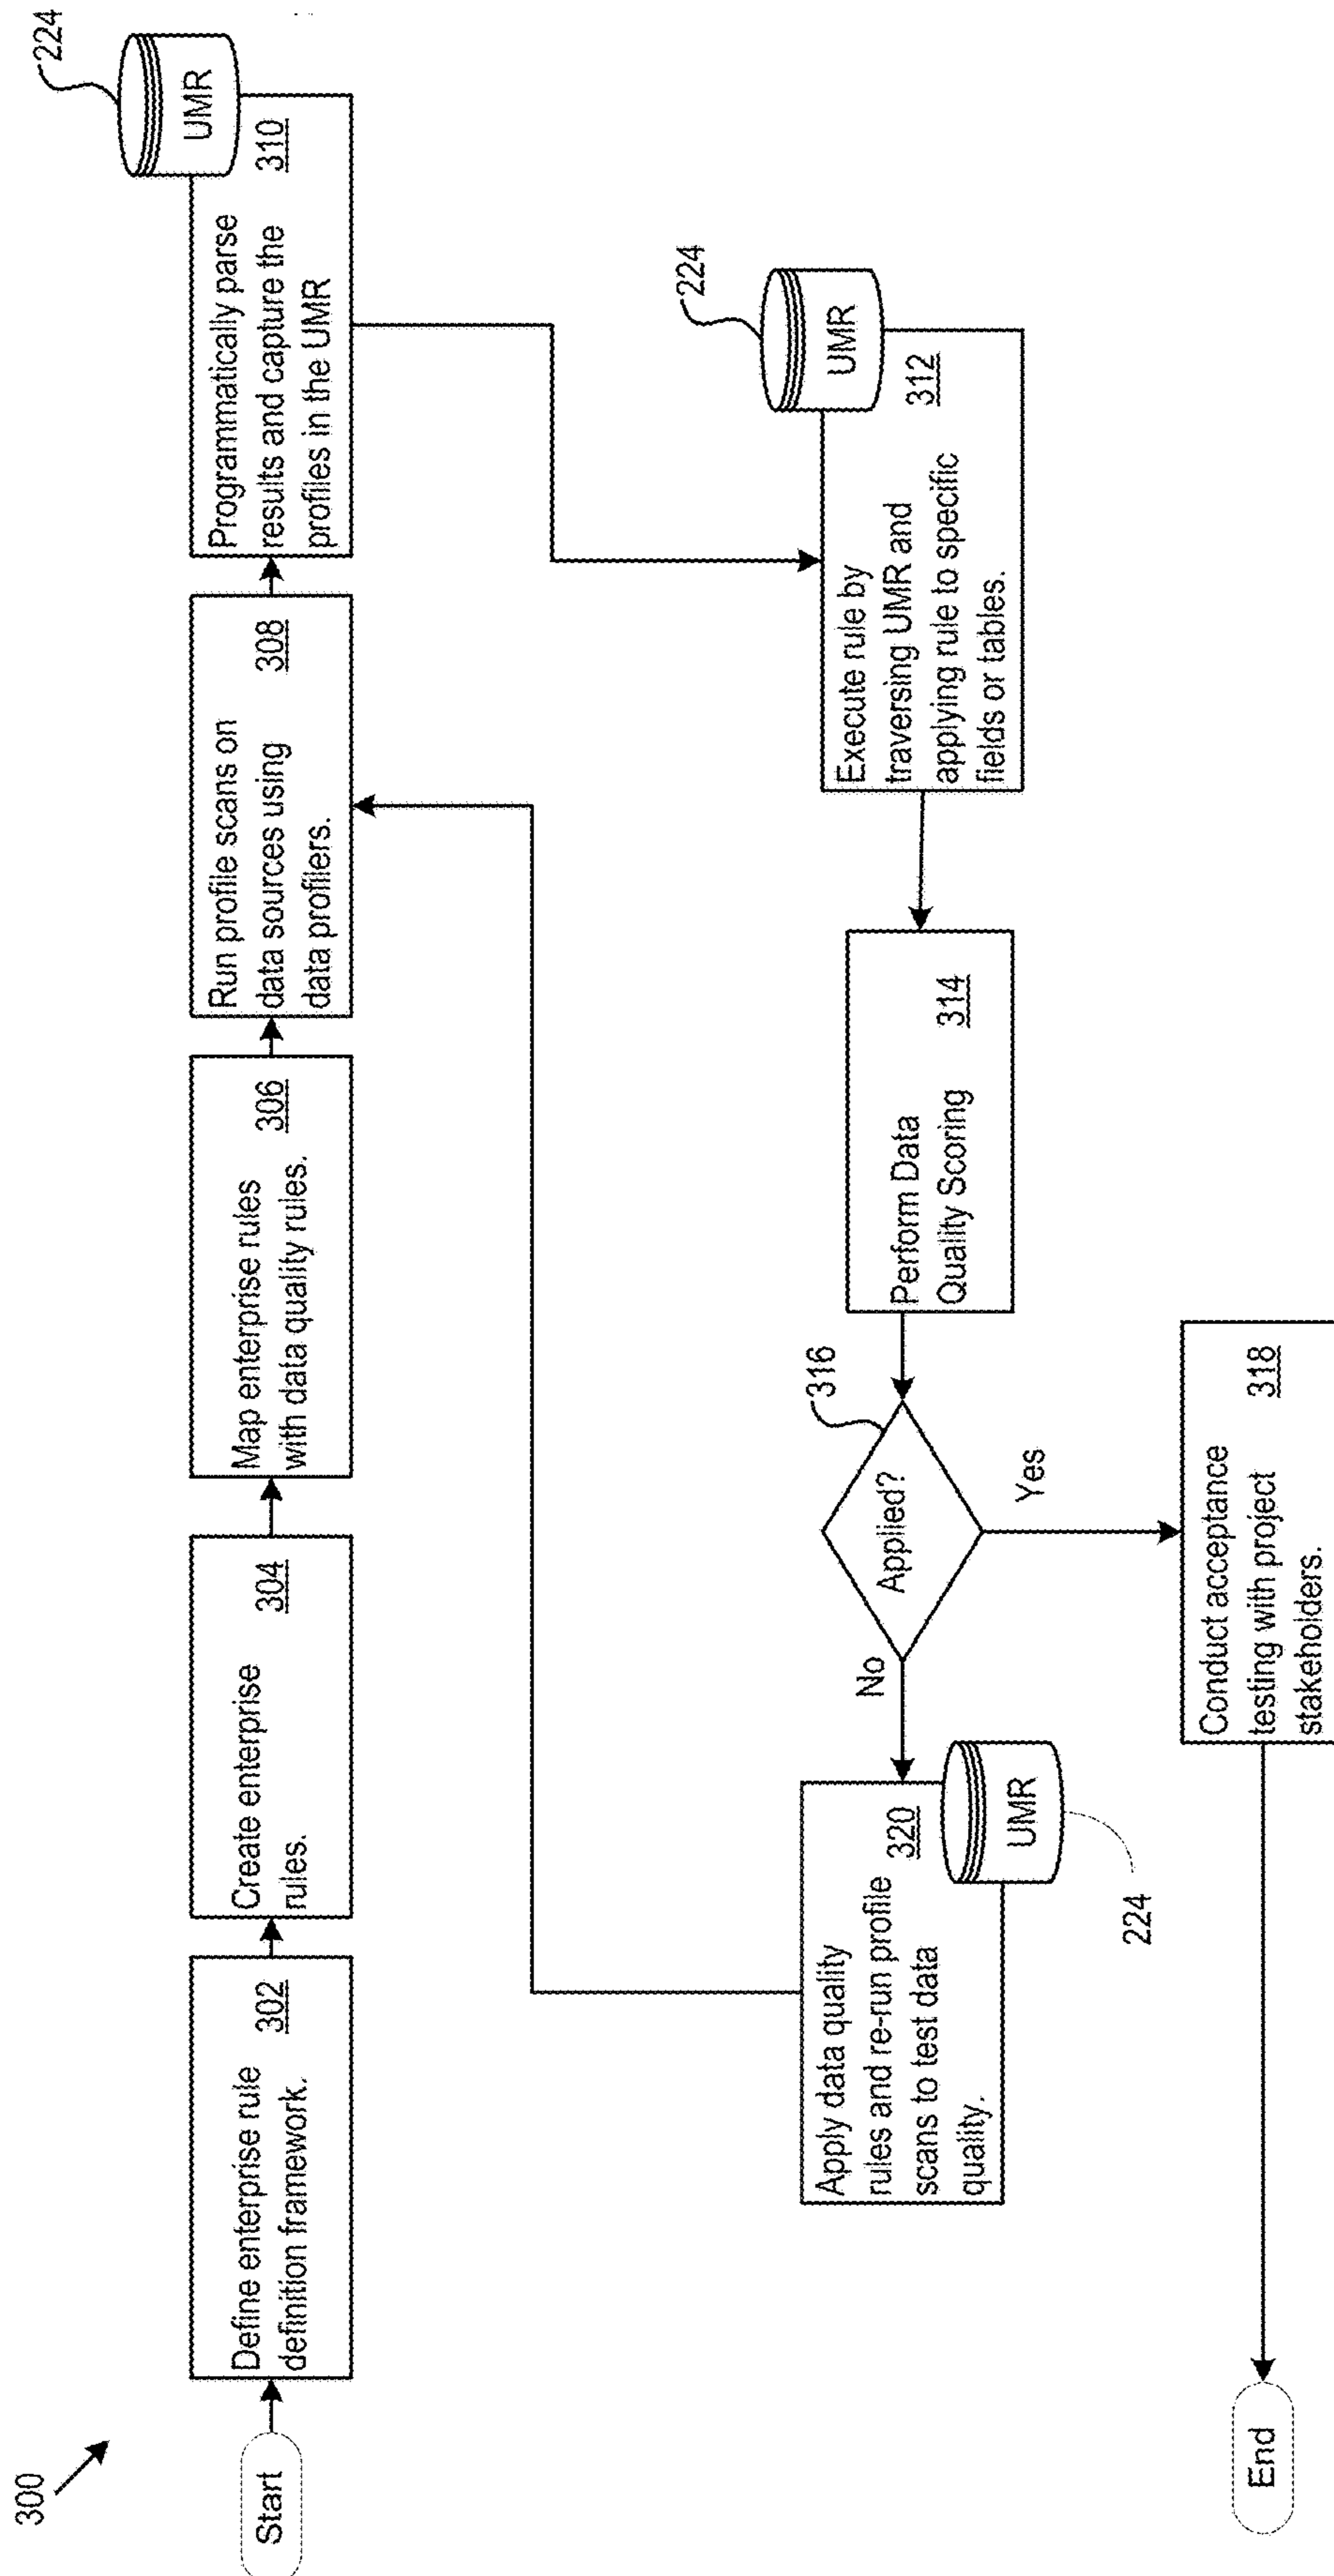 300
Start
Define enterprise rule
definition framework.
302
Create enterprise
rules.
304
Map enterprise rules
with data quality rules.
306
Run profile scans on
data sources using
data profilers.
308
Programmatically parse
results and capture the
profiles in the UMR
310
UMR
224
Execute rule by
traversing UMR and
applying rule to specific
fields or tables.
312
UMR
224
Perform Data
Quality Scoring
314
Applied?
316
No
Yes
Apply data quality
rules and re-run profile
scans to test data
quality.
320
UMR
224
Conduct acceptance
testing with project
stakeholders.
318
End